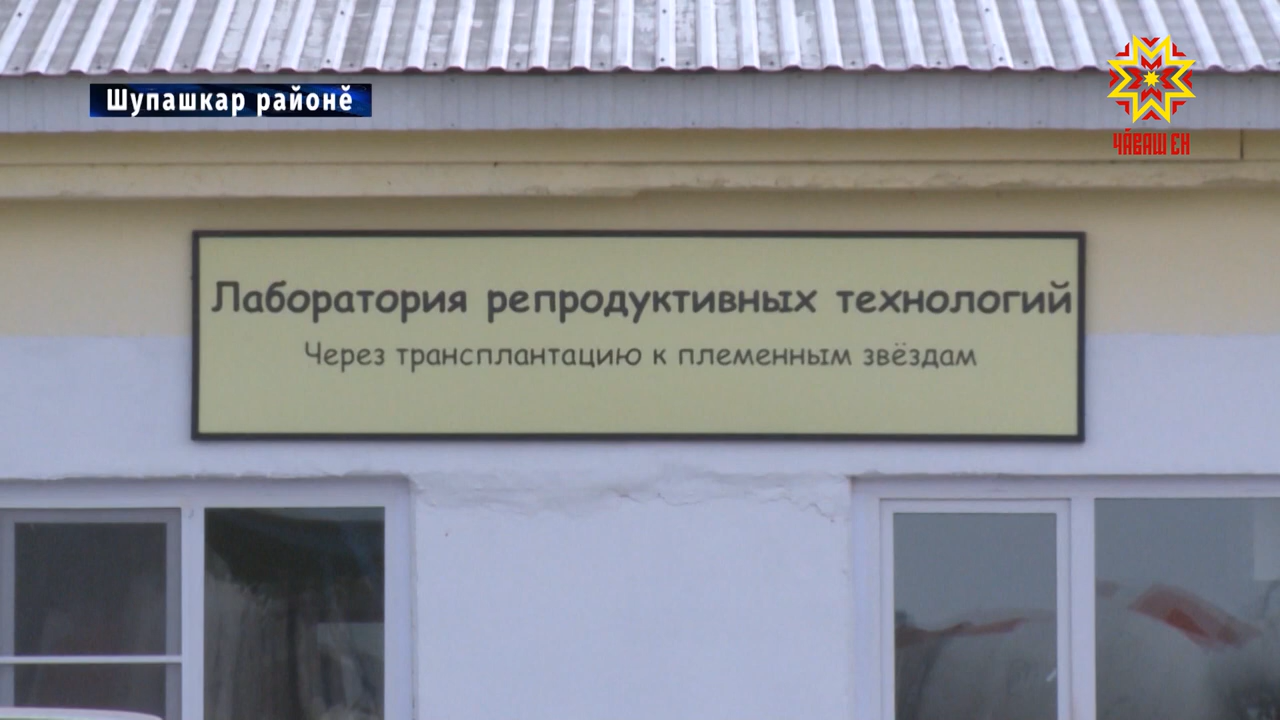 Шупашкар районĕ
ЧĂВАШ ЕН
Лаборатория репродуктивных технологий
Через трансплантацию к племенным звёздам